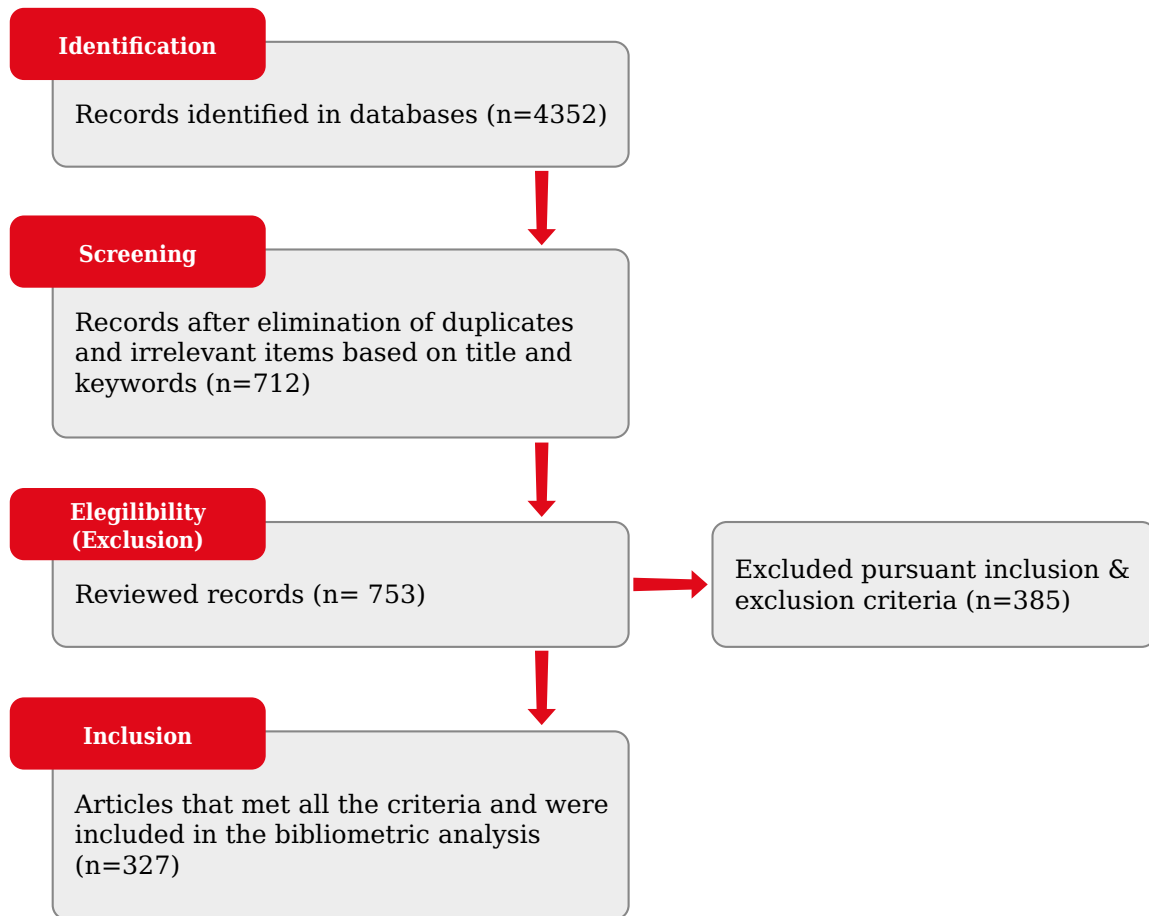 Identification
Records identified in databases (n=4352)
Screening
Records after elimination of duplicates
and irrelevant items based on title and
keywords (n=712)
Elegilibility
(Exclusion)
Reviewed records (n= 753)
Excluded pursuant inclusion &
exclusion criteria (n=385)
Inclusion
Articles that met all the criteria and were
included in the bibliometric analysis
(n=327)